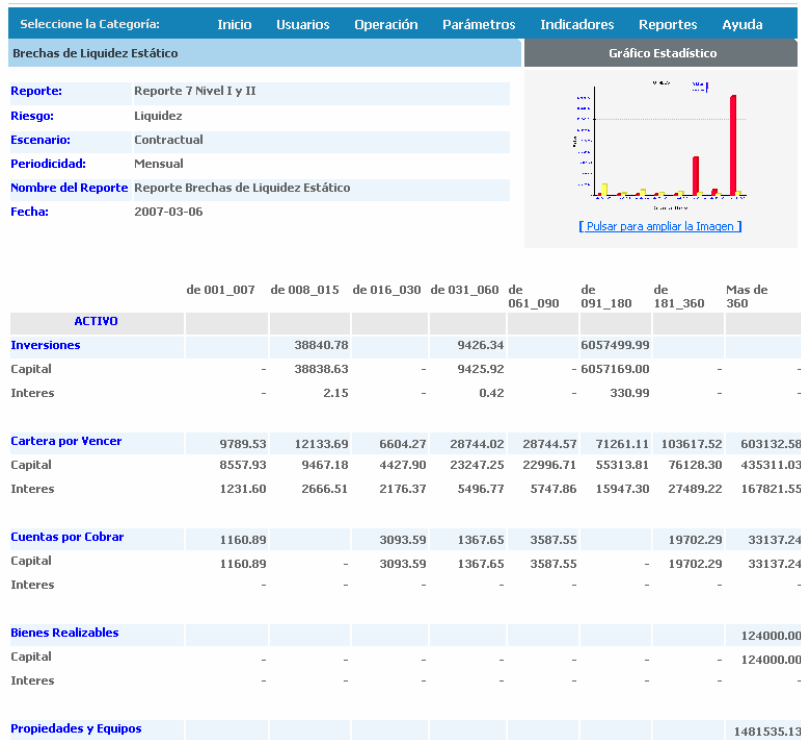 Seleccione la Categoría: Inicio Usuarios Operación Parámetros Indicadores Reportes Ayuda
Brechas de Liquidez Estático
Gráfico Estadístico
Reporte: Reporte 7 Nivel I y II
Riesgo: Liquidez
Escenario: Contractual
Periodicidad: Mensual
Nombre del Reporte Reporte Brechas de Liquidez Estático
Fecha: 2007-03-06
[ Pulsar para ampliar la Imagen ]
de 001_007 de 008_015 de 016_030 de 031_060 de 061_090 de 091_180 de 181_360 Mas de 360
ACTIVO
Inversiones 38840.78 9426.34 6057499.99
Capital - 38838.63 - 9425.92 - 6057169.00 - -
Interes - 2.15 - 0.42 - 330.99 - -
Cartera por Vencer 9789.53 12133.69 6604.27 28744.02 28744.57 71261.11 103617.52 603132.58
Capital 8557.93 9467.18 4427.90 23247.25 22996.71 55313.81 76128.30 435311.03
Interes 1231.60 2666.51 2176.37 5496.77 5747.86 15947.30 27489.22 167821.55
Cuentas por Cobrar 1160.89 3093.59 1367.65 3587.55 19702.29 33137.24
Capital 1160.89 - 3093.59 1367.65 3587.55 - 19702.29 33137.24
Interes - - - - - - - -
Bienes Realizables 124000.00
Capital - - - - - - - 124000.00
Interes - - - - - - - -
Propiedades y Equipos 1481535.13